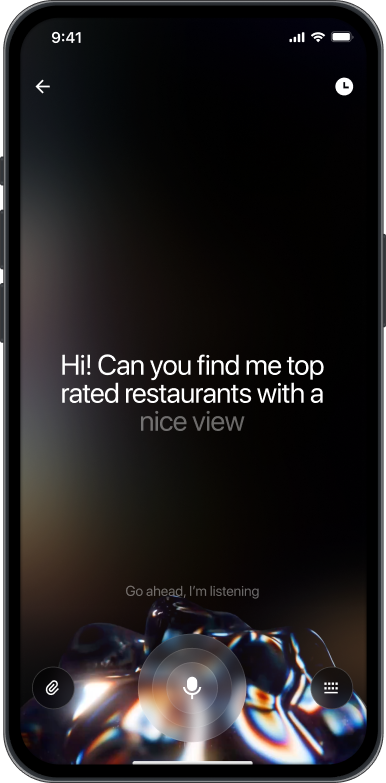 9:41
Hi! Can you find me top
rated restaurants with a
nice view
Go ahead, I'm listening